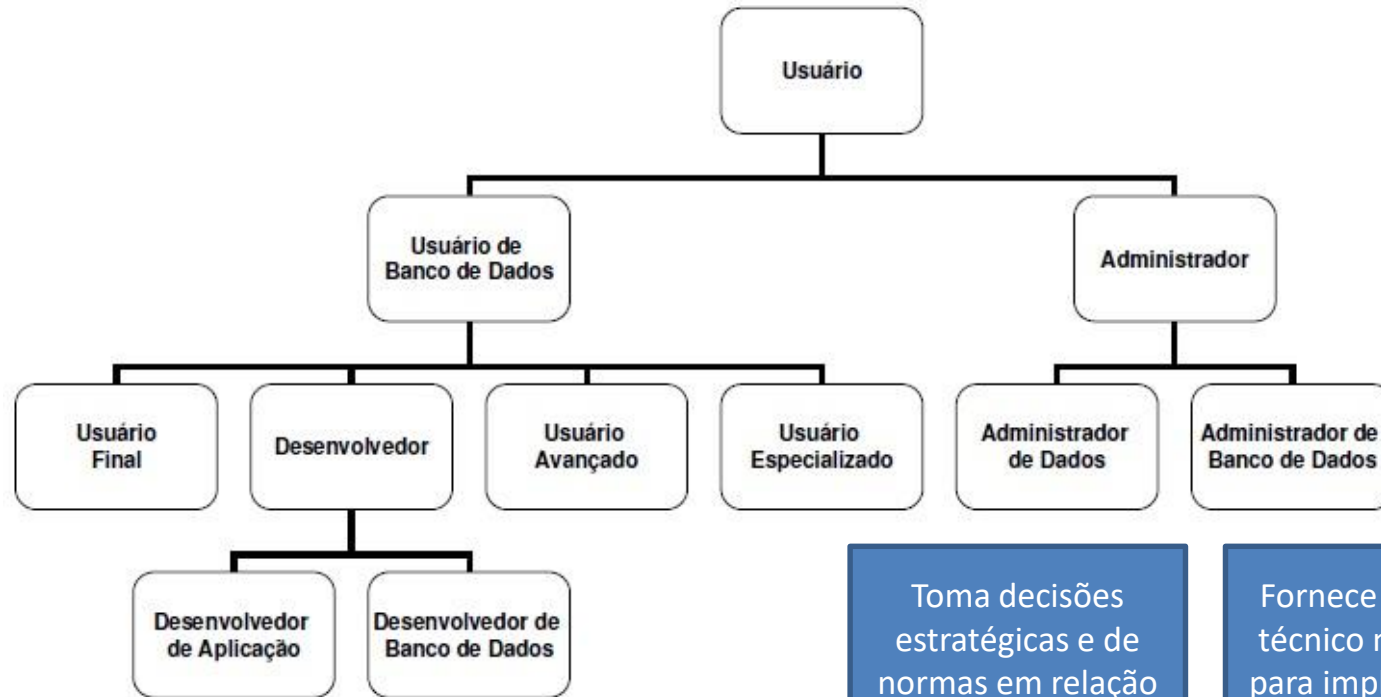 Usuário
Usuário de
Banco de Dados
Administrador
Usuário
Final
Desenvolvedor
Usuário
Avançado
Usuário
Especializado
Administrador
de Dados
Administrador de
Banco de Dados
Desenvolvedor
de Aplicação
Desenvolvedor de
Banco de Dados
Toma decisões
estratégicas e de
normas em relação
Fornece
técnico
para